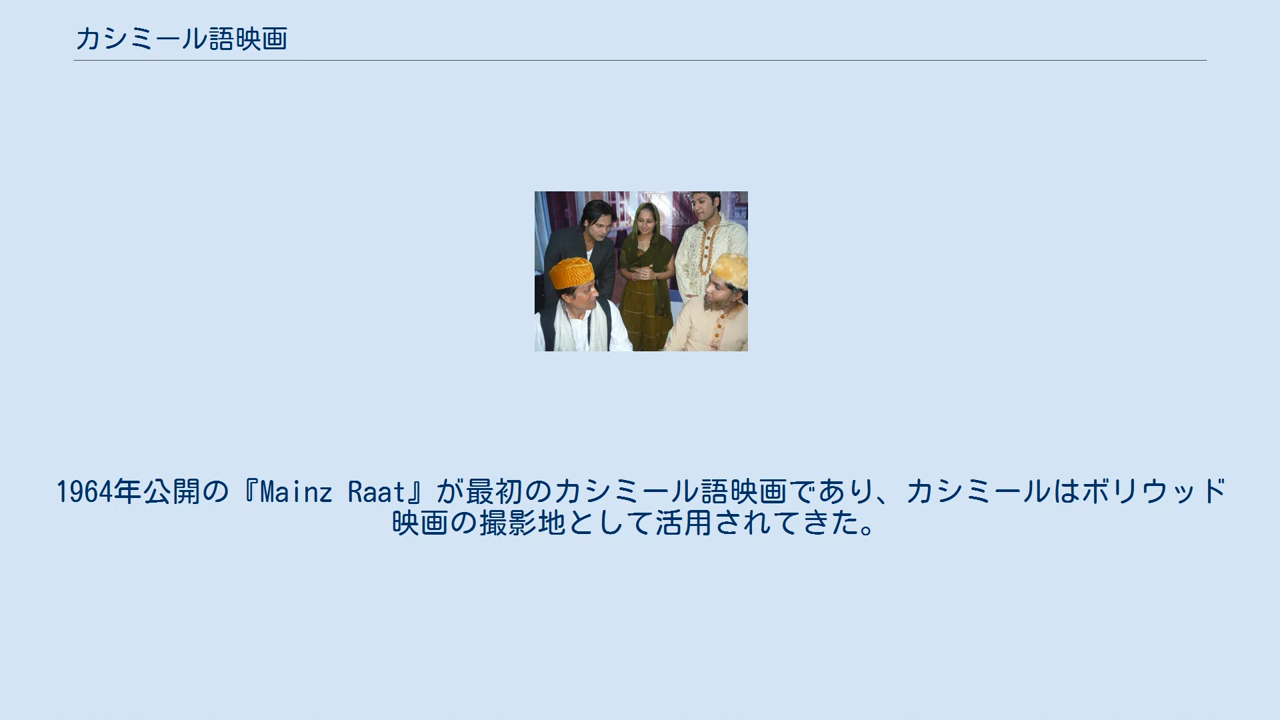 カシミール語映画
1964年公開の『Mainz Raat』が最初のカシミール語映画であり、カシミールはボリウッド
映画の撮影地として活用されてきた。